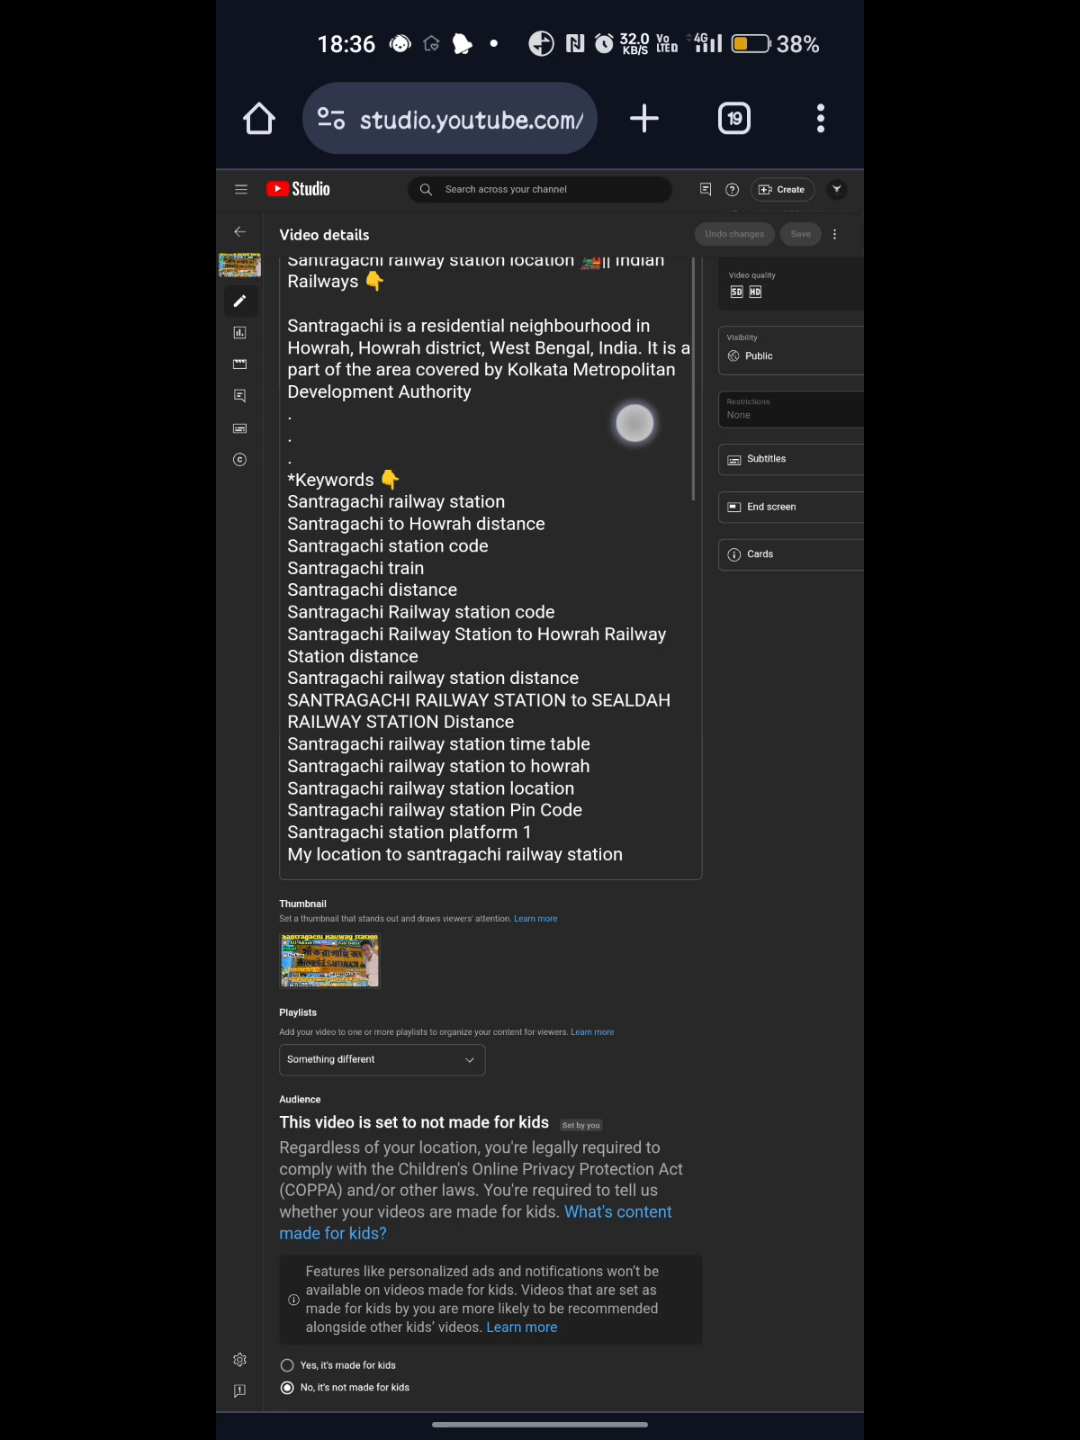 18:36
32.0
KB/S
Vo
LTED
4G
38%
studio.youtube.com/
19
Studio
Search across your channel
Create
Video details
Undo changes
Save
Santragachi railway station location 🚂|| Indian
Railways 👇
Santragachi is a residential neighbourhood in
Howrah, Howrah district, West Bengal, India. It is a
part of the area covered by Kolkata Metropolitan
Development Authority
.
.
.
*Keywords 👇
Santragachi railway station
Santragachi to Howrah distance
Santragachi station code
Santragachi train
Santragachi distance
Santragachi Railway station code
Santragachi Railway Station to Howrah Railway
Station distance
Santragachi railway station distance
SANTRAGACHI RAILWAY STATION to SEALDAH
RAILWAY STATION Distance
Santragachi railway station time table
Santragachi railway station to howrah
Santragachi railway station location
Santragachi railway station Pin Code
Santragachi station platform 1
My location to santragachi railway station
Video quality
SD HD
Visibility
Public
Restrictions
None
Subtitles
End screen
Cards
Thumbnail
Set a thumbnail that stands out and draws viewers' attention. Learn more
Santragachi Railway station
Playlists
Add your video to one or more playlists to organize your content for viewers. Learn more
Something different
Audience
This video is set to not made for kids Set by you
Regardless of your location, you're legally required to
comply with the Children's Online Privacy Protection Act
(COPPA) and/or other laws. You're required to tell us
whether your videos are made for kids. What's content
made for kids?
Features like personalized ads and notifications won't be
available on videos made for kids. Videos that are set as
made for kids by you are more likely to be recommended
alongside other kids' videos. Learn more
Yes, it's made for kids
No, it's not made for kids